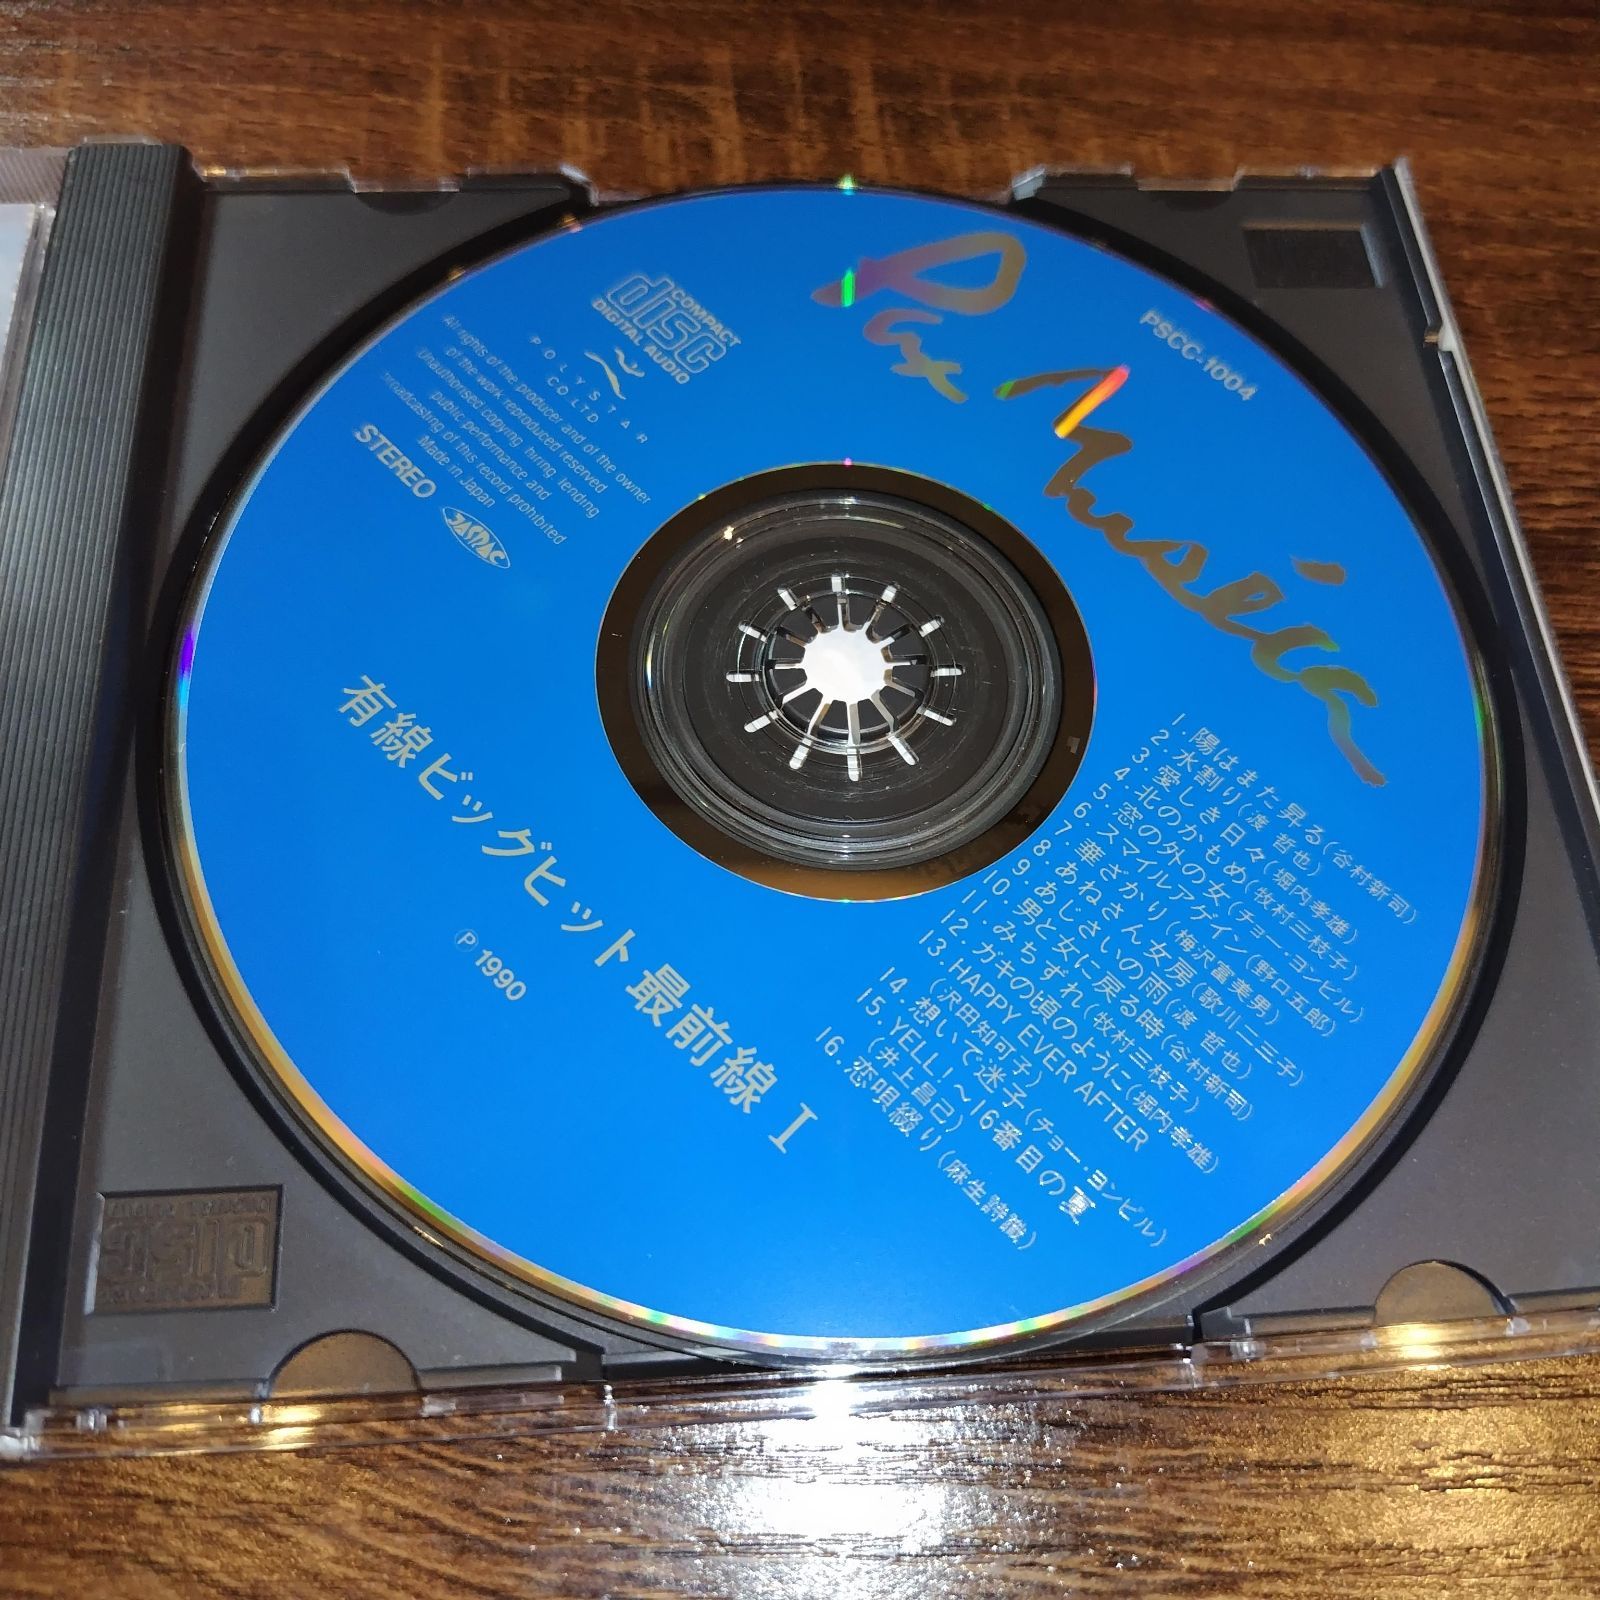 Pax Musica
PSCC-1004
COMPACT
disc
DIGITAL AUDIO
POLYSTAR
CO.LTD.
All rights of the producer and of the owner
of the work reproduced reserved
Unauthorised copying hiring lending
public performance and
broadcasting of this record prohibited
Made in Japan
STEREO
JASRAC
有線ビッグヒット最前線 I
Ⓟ 1990
1. 陽はまた昇る(谷村新司)
2. 水割り(渡 哲也)
3. 愛しき日々(堀内孝雄)
4. 北のかもめ(牧村三枝子)
5. 窓の外の女(チョー・ヨンピル)
6. スマイルアゲイン(野口五郎)
7. 華ざかり(梅沢富美男)
8. あねさん女房(歌川二三子)
9. あじさいの雨(渡 哲也)
10. 男と女に戻る時(谷村新司)
11. みちずれ(牧村三枝子)
12. ガキの頃のように(堀内孝雄)
13. HAPPY EVER AFTER
(沢田知可子)
14. 想いで迷子(チョー・ヨンピル)
15. YELL!〜16番目の夏
(井上昌己)
16. 恋唄綴り(麻生詩織)